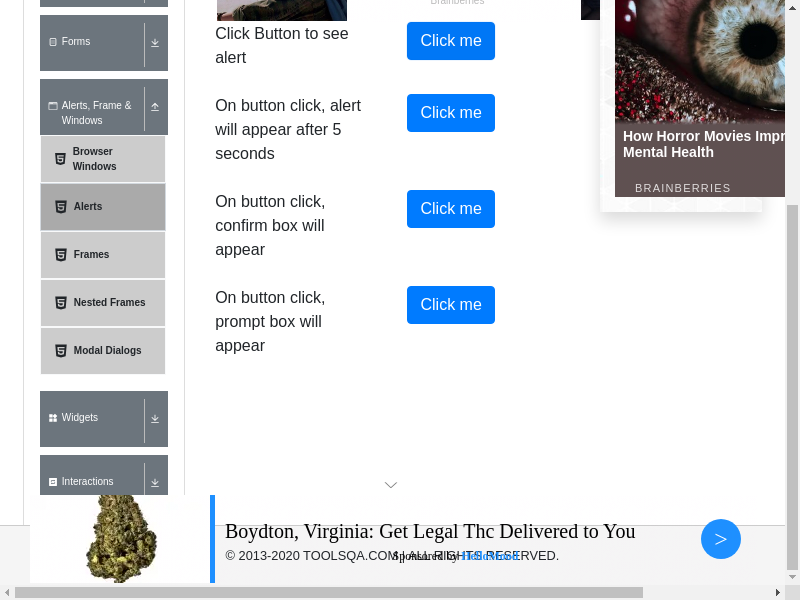 Brainberries
Forms
Alerts, Frame &
Windows
Browser
Windows
Alerts
Frames
Nested Frames
Modal Dialogs
Widgets
Interactions
Click Button to see
alert
Click me
On button click, alert
will appear after 5
seconds
Click me
On button click,
confirm box will
appear
Click me
On button click,
prompt box will
appear
Click me
How Horror Movies Impr
Mental Health
BRAINBERRIES
Boydton, Virginia: Get Legal Thc Delivered to You
© 2013-2020 TOOLSQA.COM | ALL RIGHTS RESERVED.
Sponsored by HelloMood
>